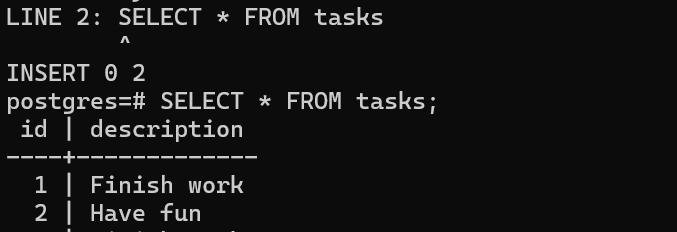 LINE 2: SELECT * FROM tasks
^
INSERT 0 2
postgres=# SELECT * FROM tasks;
id | description
----+-------------
1 | Finish work
2 | Have fun